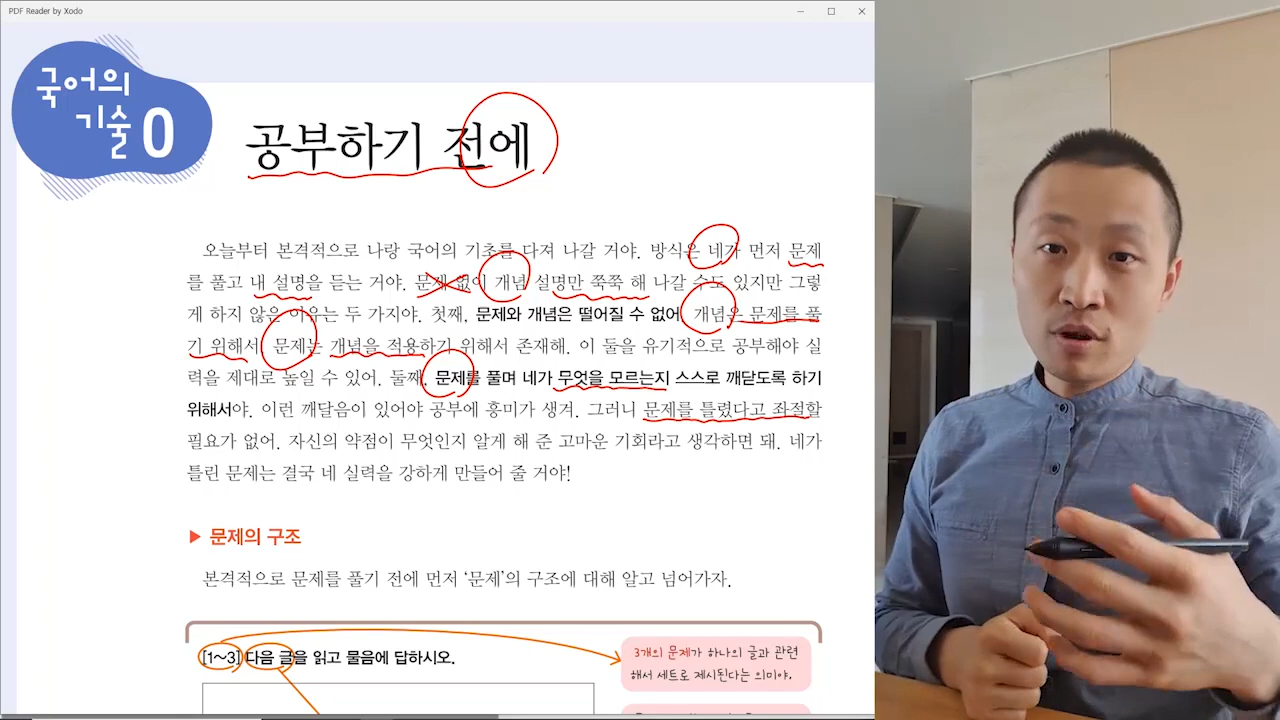 PDF Reader by Xodo
국어의
기술 0
공부하기 전에
오늘부터 본격적으로 나랑 국어의 기초를 다져 나갈 거야. 방식은 네가 먼저 문제
를 풀고 내 설명을 듣는 거야. 문제 없이 개념 설명만 쭉쭉 해 나갈 수도 있지만 그렇
게 하지 않은 이유는 두 가지야. 첫째, 문제와 개념은 떨어질 수 없어. 개념은 문제를 풀
기 위해서 문제는 개념을 적용하기 위해서 존재해. 이 둘을 유기적으로 공부해야 실
력을 제대로 높일 수 있어. 둘째, 문제를 풀며 네가 무엇을 모르는지 스스로 깨닫도록 하기
위해서야. 이런 깨달음이 있어야 공부에 흥미가 생겨. 그러니 문제를 틀렸다고 좌절할
필요가 없어. 자신의 약점이 무엇인지 알게 해 준 고마운 기회라고 생각하면 돼. 네가
틀린 문제는 결국 네 실력을 강하게 만들어 줄 거야!
▶ 문제의 구조
본격적으로 문제를 풀기 전에 먼저 ‘문제’의 구조에 대해 알고 넘어가자.
[1~3] 다음 글을 읽고 물음에 답하시오.
3개의 문제가 하나의 글과 관련
해서 세트로 제시된다는 의미야.